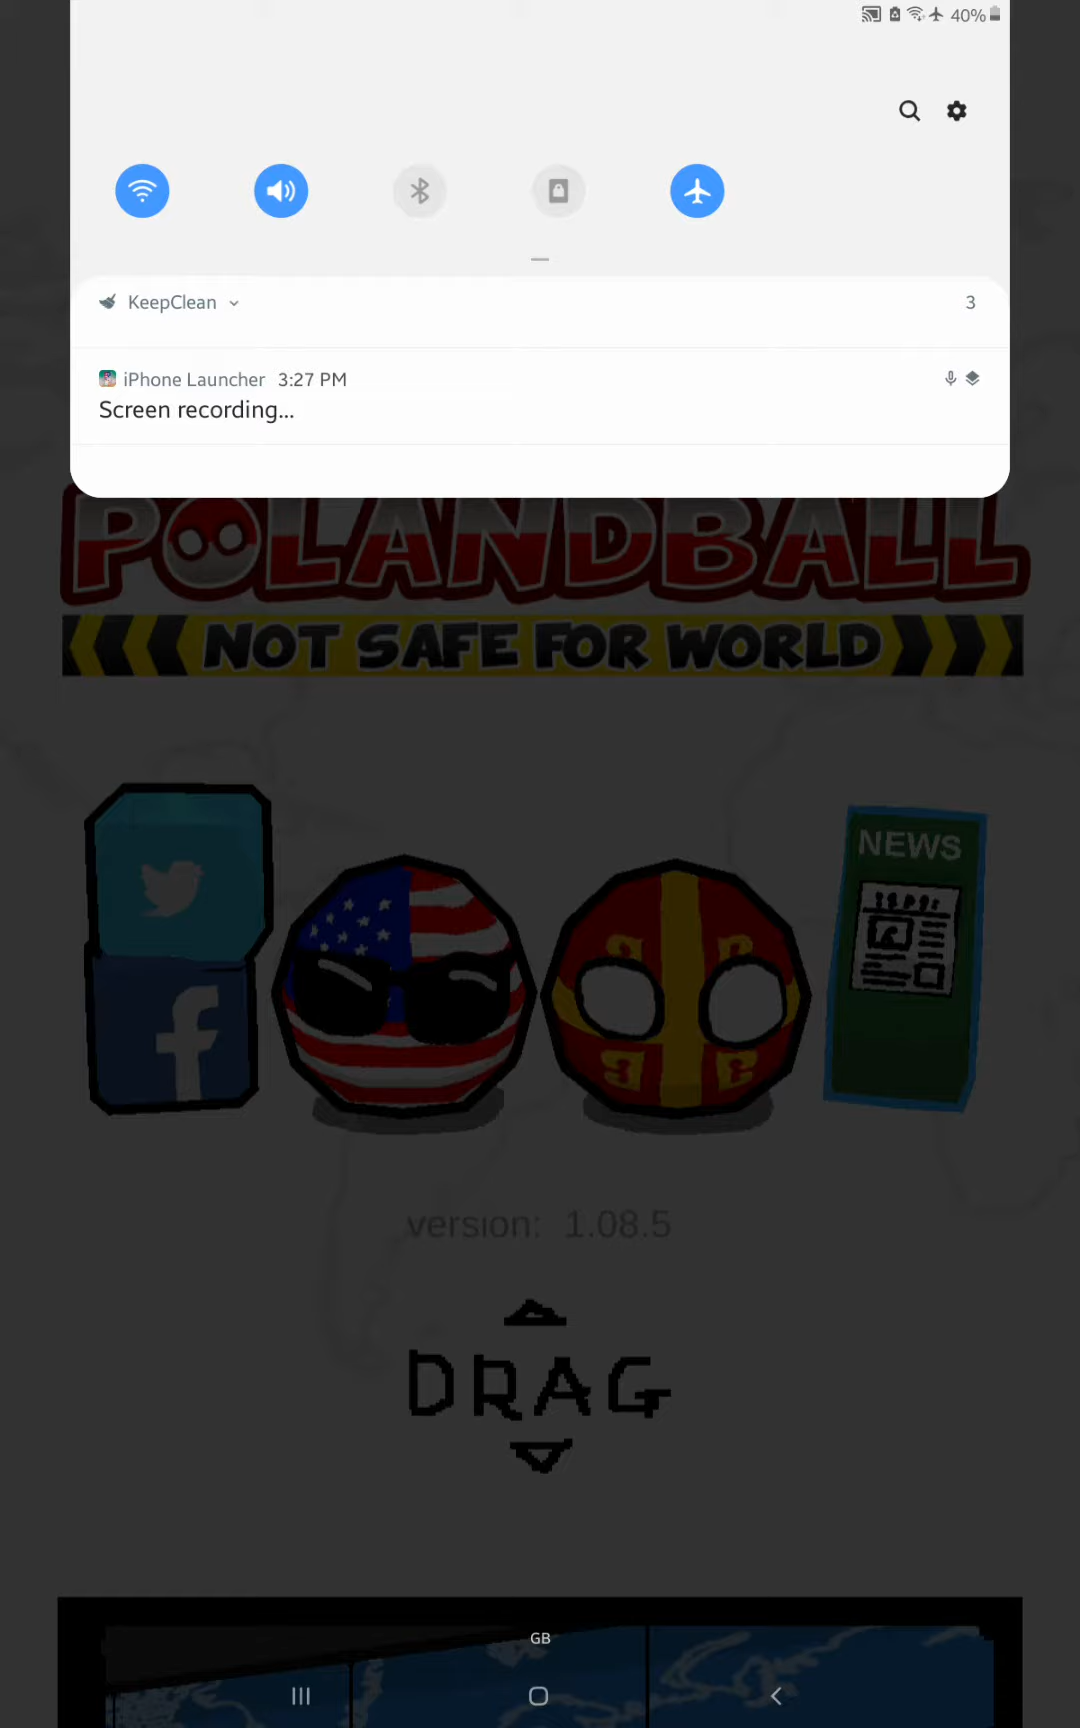 40%
KeepClean
3
iPhone Launcher 3:27 PM
Screen recording...
POLANDBALL
NOT SAFE FOR WORLD
NEWS
version: 1.08.5
DRAG
GB